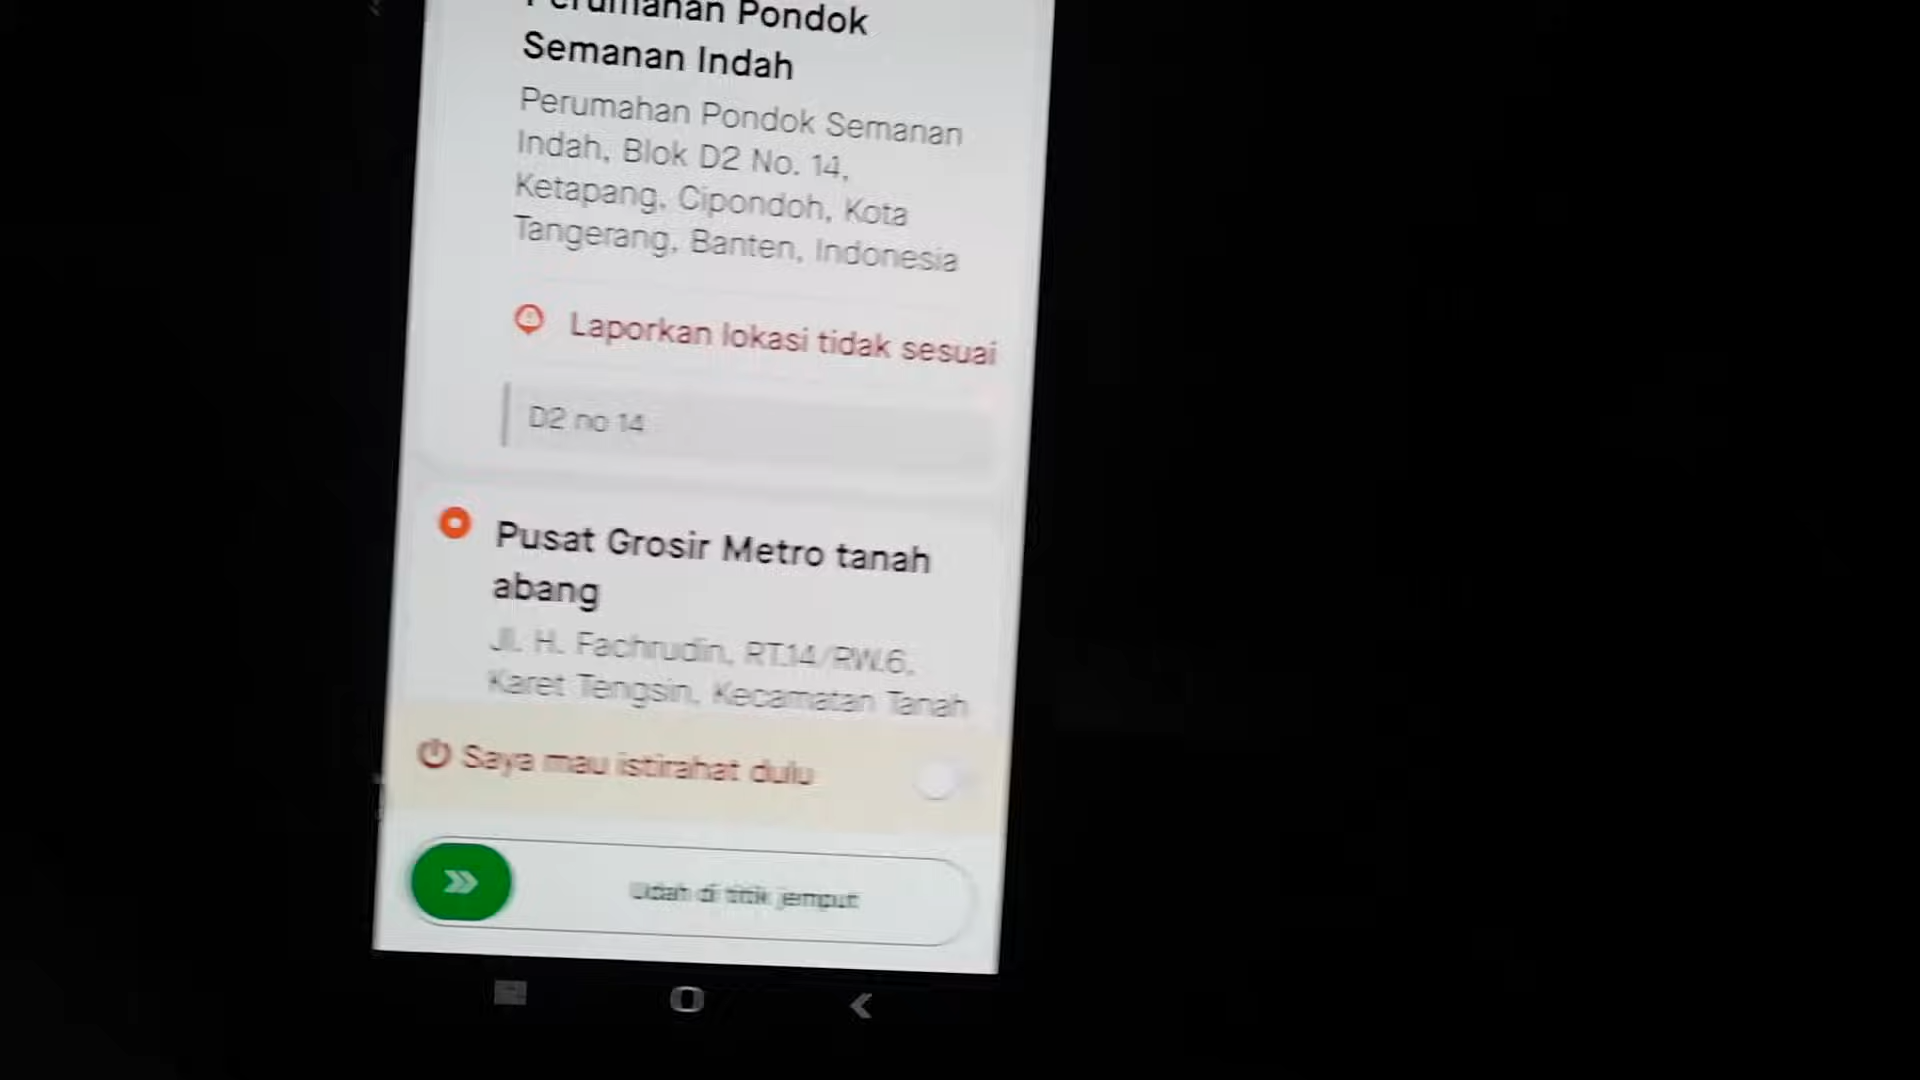 Perumahan Pondok
Semanan Indah
Perumahan Pondok Semanan
Indah, Blok D2 No. 14,
Ketapang, Cipondoh, Kota
Tangerang, Banten, Indonesia
Laporkan lokasi tidak sesuai
D2 no 14
Pusat Grosir Metro tanah
abang
Jl. H. Fachrudin, RT.14/RW.6,
Karet Tengsin, Kecamatan Tanah
Saya mau istirahat dulu
Udah di titik jemput